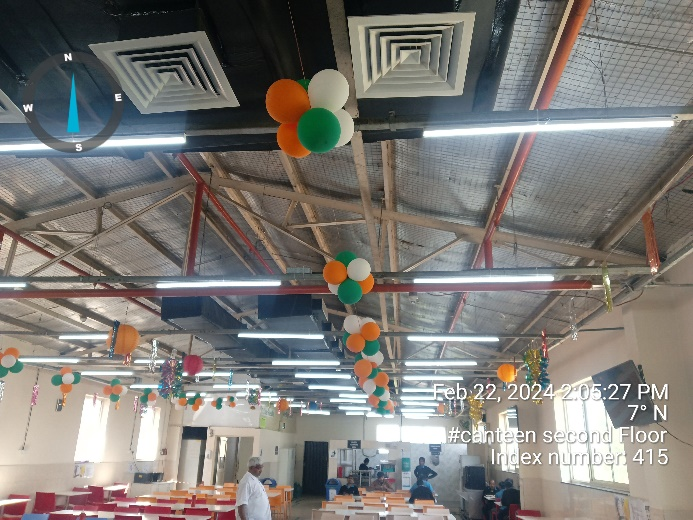 N
W E
S
Feb 22, 2024 2:05:27 PM
7° N
#canteen second Floor
Index number: 415